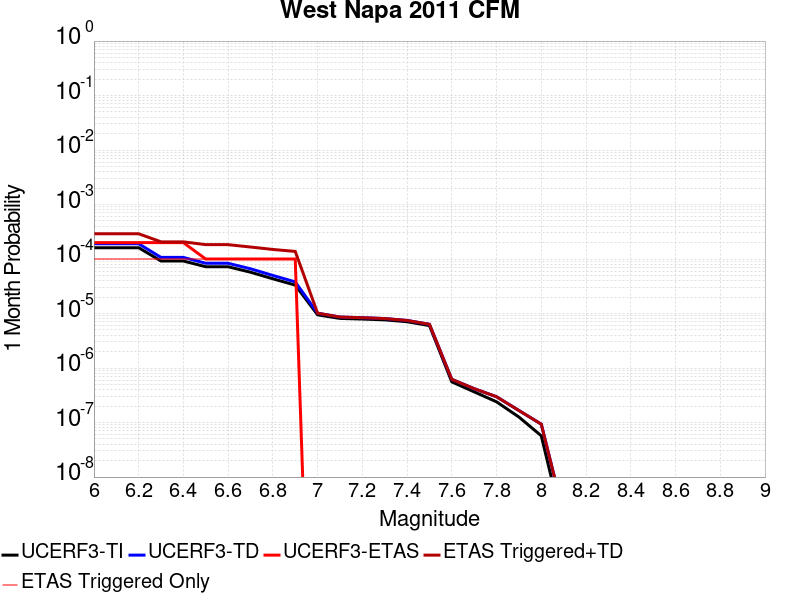 West Napa 2011 CFM
1 Month Probability
10^0
10^-1
10^-2
10^-3
10^-4
10^-5
10^-6
10^-7
10^-8
6 6.2 6.4 6.6 6.8 7 7.2 7.4 7.6 7.8 8 8.2 8.4 8.6 8.8 9
Magnitude
UCERF3-TI UCERF3-TD UCERF3-ETAS ETAS Triggered+TD
ETAS Triggered Only